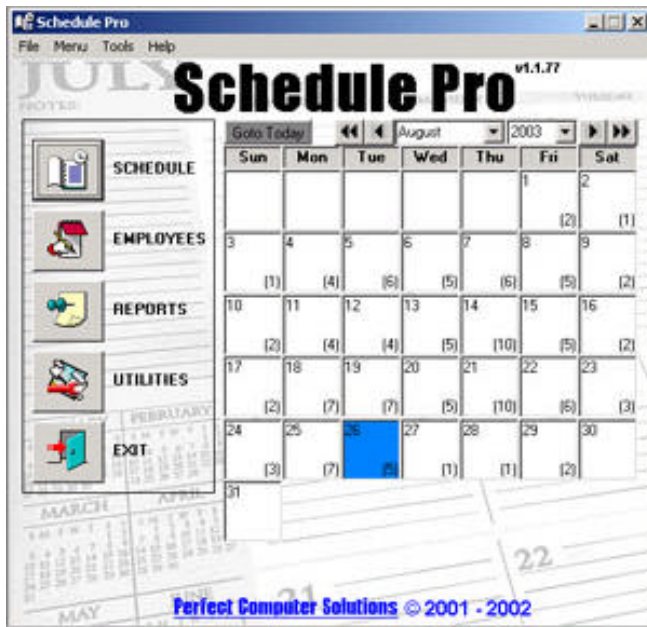 Schedule Pro
File Menu Tools Help
JULY
NOTES:
Schedule Pro v1.1.77
Goto Today August 2003
Sun Mon Tue Wed Thu Fri Sat
SCHEDULE
EMPLOYEES
REPORTS
UTILITIES
EXIT
1 2
(2) (1)
3 4 5 6 7 8 9
(1) (4) (6) (5) (6) (5) (2)
10 11 12 13 14 15 16
(2) (4) (4) (5) (10) (5) (2)
17 18 19 20 21 22 23
(2) (7) (7) (5) (10) (6) (3)
24 25 26 27 28 29 30
(3) (7) (5) (1) (1) (2)
31
FEBRUARY
MARCH APRIL
MAY JUNE
21 22
Perfect Computer Solutions © 2001 - 2002